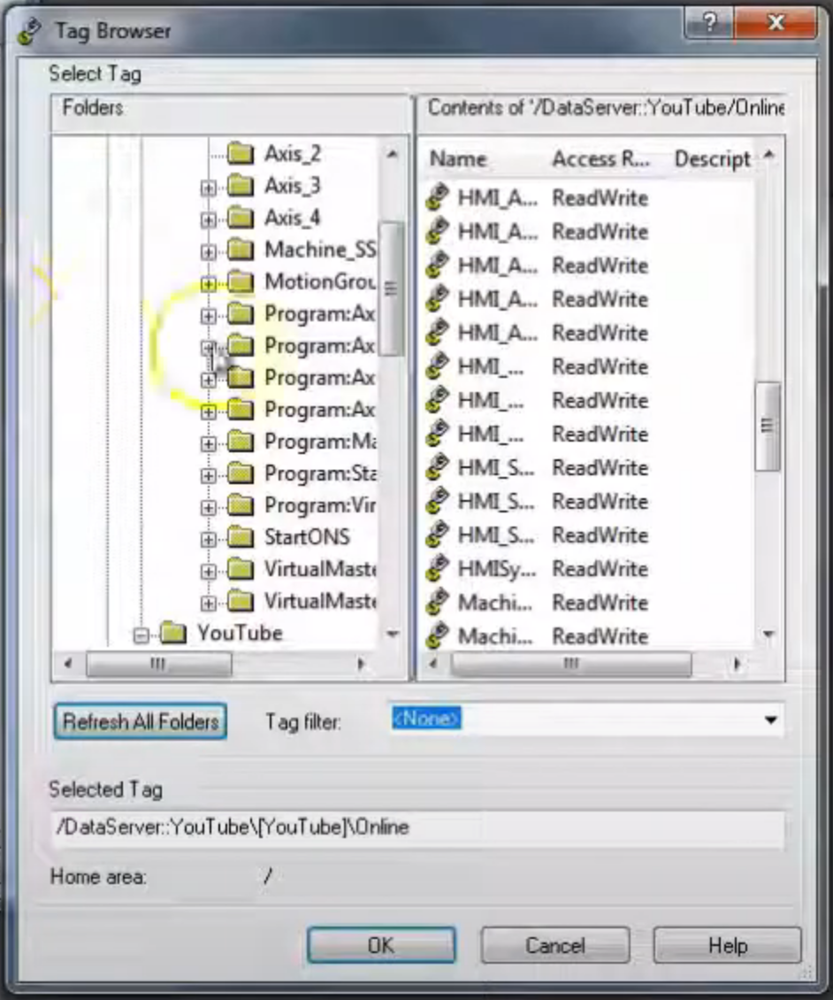 Tag Browser
Select Tag
Folders
Axis_2
Axis_3
Axis_4
Machine_SS
MotionGrou
Program:Ax
Program:Ax
Program:Ax
Program:Ax
Program:Ma
Program:Sta
Program:Vir
StartONS
VirtualMaste
VirtualMaste
YouTube
Contents of '/DataServer::YouTube/Online
Name Access R... Descript
HMI_A... ReadWrite
HMI_A... ReadWrite
HMI_A... ReadWrite
HMI_A... ReadWrite
HMI_A... ReadWrite
HMI_... ReadWrite
HMI_... ReadWrite
HMI_... ReadWrite
HMI_S... ReadWrite
HMI_S... ReadWrite
HMI_S... ReadWrite
HMISy... ReadWrite
Machi... ReadWrite
Machi... ReadWrite
Refresh All Folders
Tag filter:
<None>
Selected Tag
/DataServer::YouTube\[YouTube]\Online
Home area: /
OK
Cancel
Help